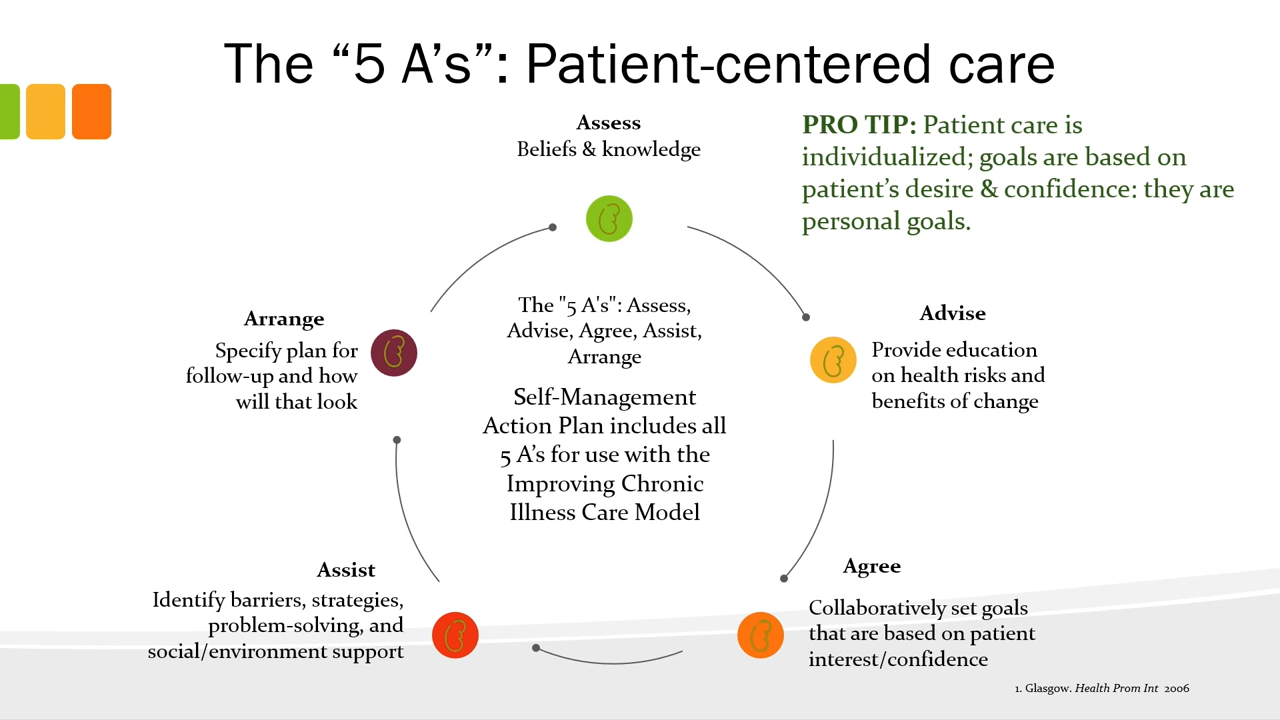 The “5 A’s”: Patient-centered care
Assess
Beliefs & knowledge
PRO TIP: Patient care is
individualized; goals are based on
patient’s desire & confidence: they are
personal goals.
Advise
Provide education
on health risks and
benefits of change
Agree
Collaboratively set goals
that are based on patient
interest/confidence
Assist
Identify barriers, strategies,
problem-solving, and
social/environment support
Arrange
Specify plan for
follow-up and how
will that look
The "5 A's": Assess,
Advise, Agree, Assist,
Arrange
Self-Management
Action Plan includes all
5 A’s for use with the
Improving Chronic
Illness Care Model
1. Glasgow. Health Prom Int 2006